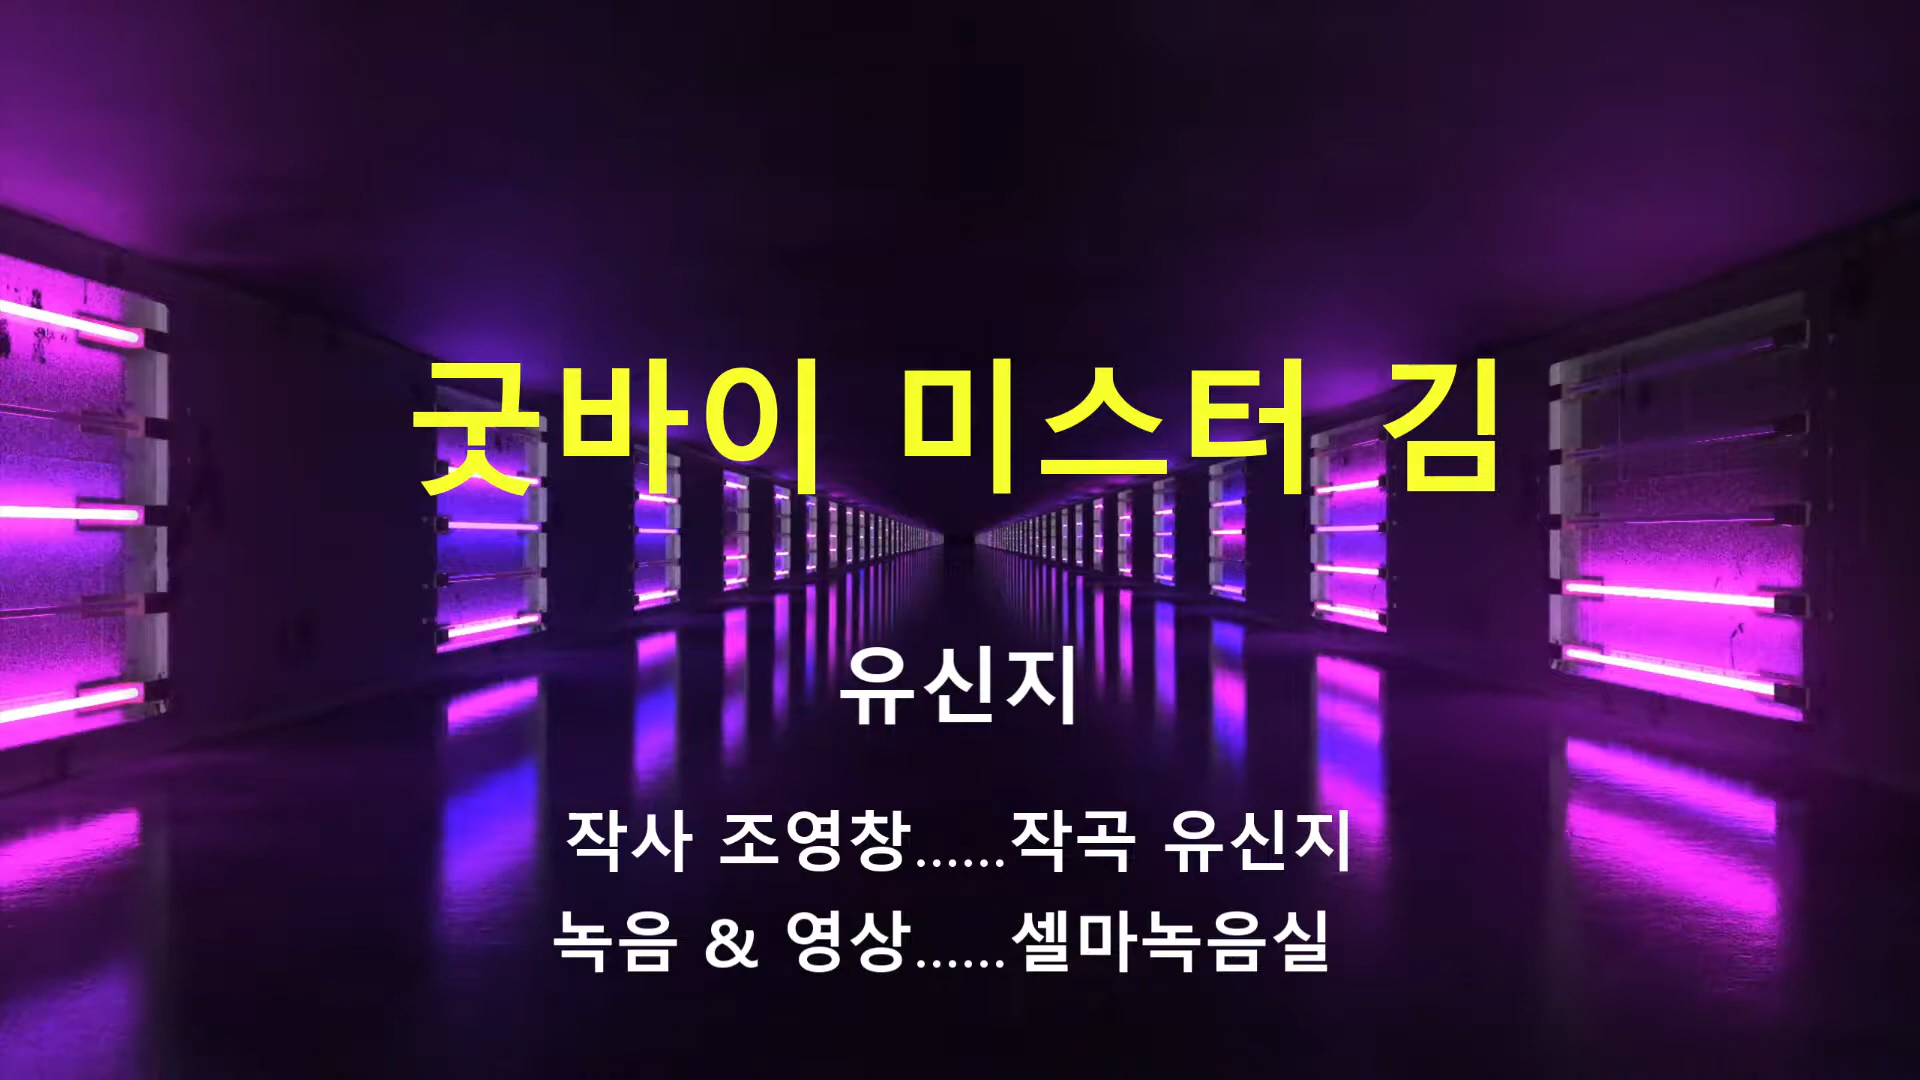 굿바이 미스터 김
유신지
작사 조영창......작곡 유신지
녹음 & 영상......셀마녹음실